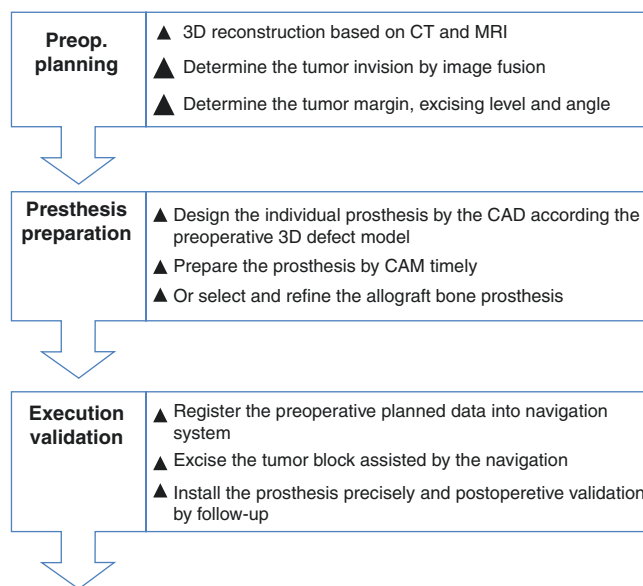 Preop.
planning
▲ 3D reconstruction based on CT and MRI
▲ Determine the tumor invision by image fusion
▲ Determine the tumor margin, excising level and angle
Presthesis
preparation
▲ Design the individual prosthesis by the CAD according the
preoperative 3D defect model
▲ Prepare the prosthesis by CAM timely
▲ Or select and refine the allograft bone prosthesis
Execution
validation
▲ Register the preoperative planned data into navigation
system
▲ Excise the tumor block assisted by the navigation
▲ Install the prosthesis precisely and postoperetive validation
by follow-up